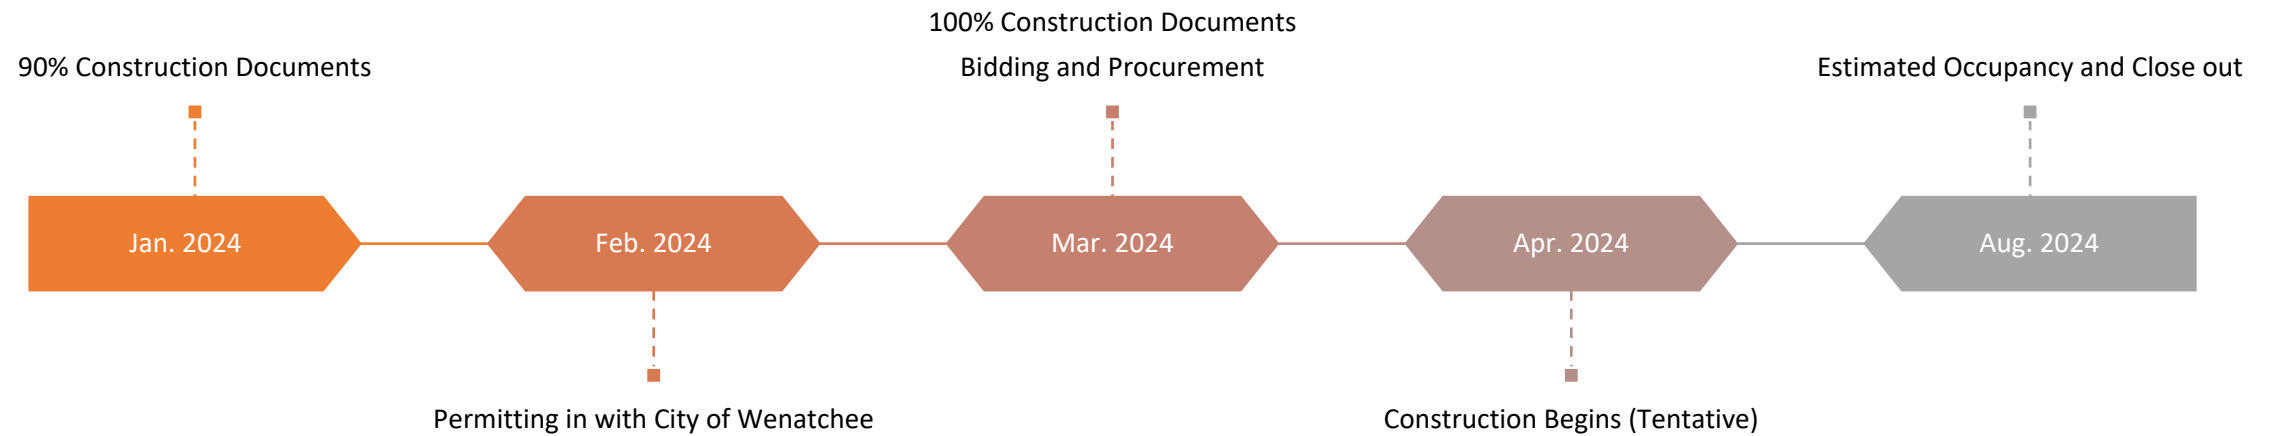 100% Construction Documents
90% Construction Documents
Bidding and Procurement
Estimated Occupancy and Close out
Jan. 2024
Feb. 2024
Mar. 2024
Apr. 2024
Aug. 2024
Permitting in with City of Wenatchee
Construction Begins (Tentative)